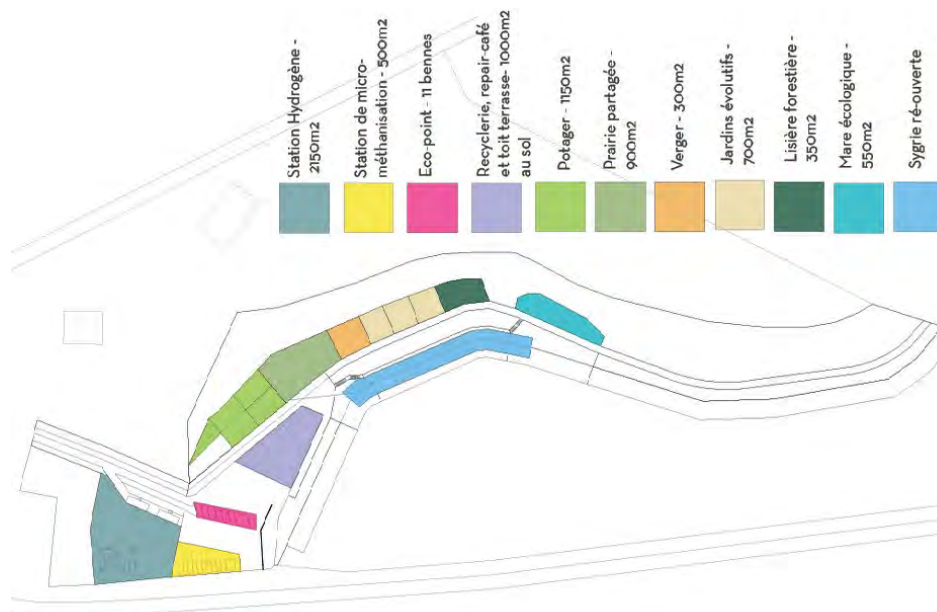 Station Hydrogène -
2150m2
Station de micro-
méthanisation - 500m2
Eco-point - 11 bennes
Recyclerie, repair-café
et toit terrasse- 1000m2
au sol
Potager - 1150m2
Prairie partagée -
900m2
Verger - 300m2
Jardins évolutifs -
700m2
Lisière forestière -
350m2
Mare écologique -
550m2
Sygrie ré-ouverte